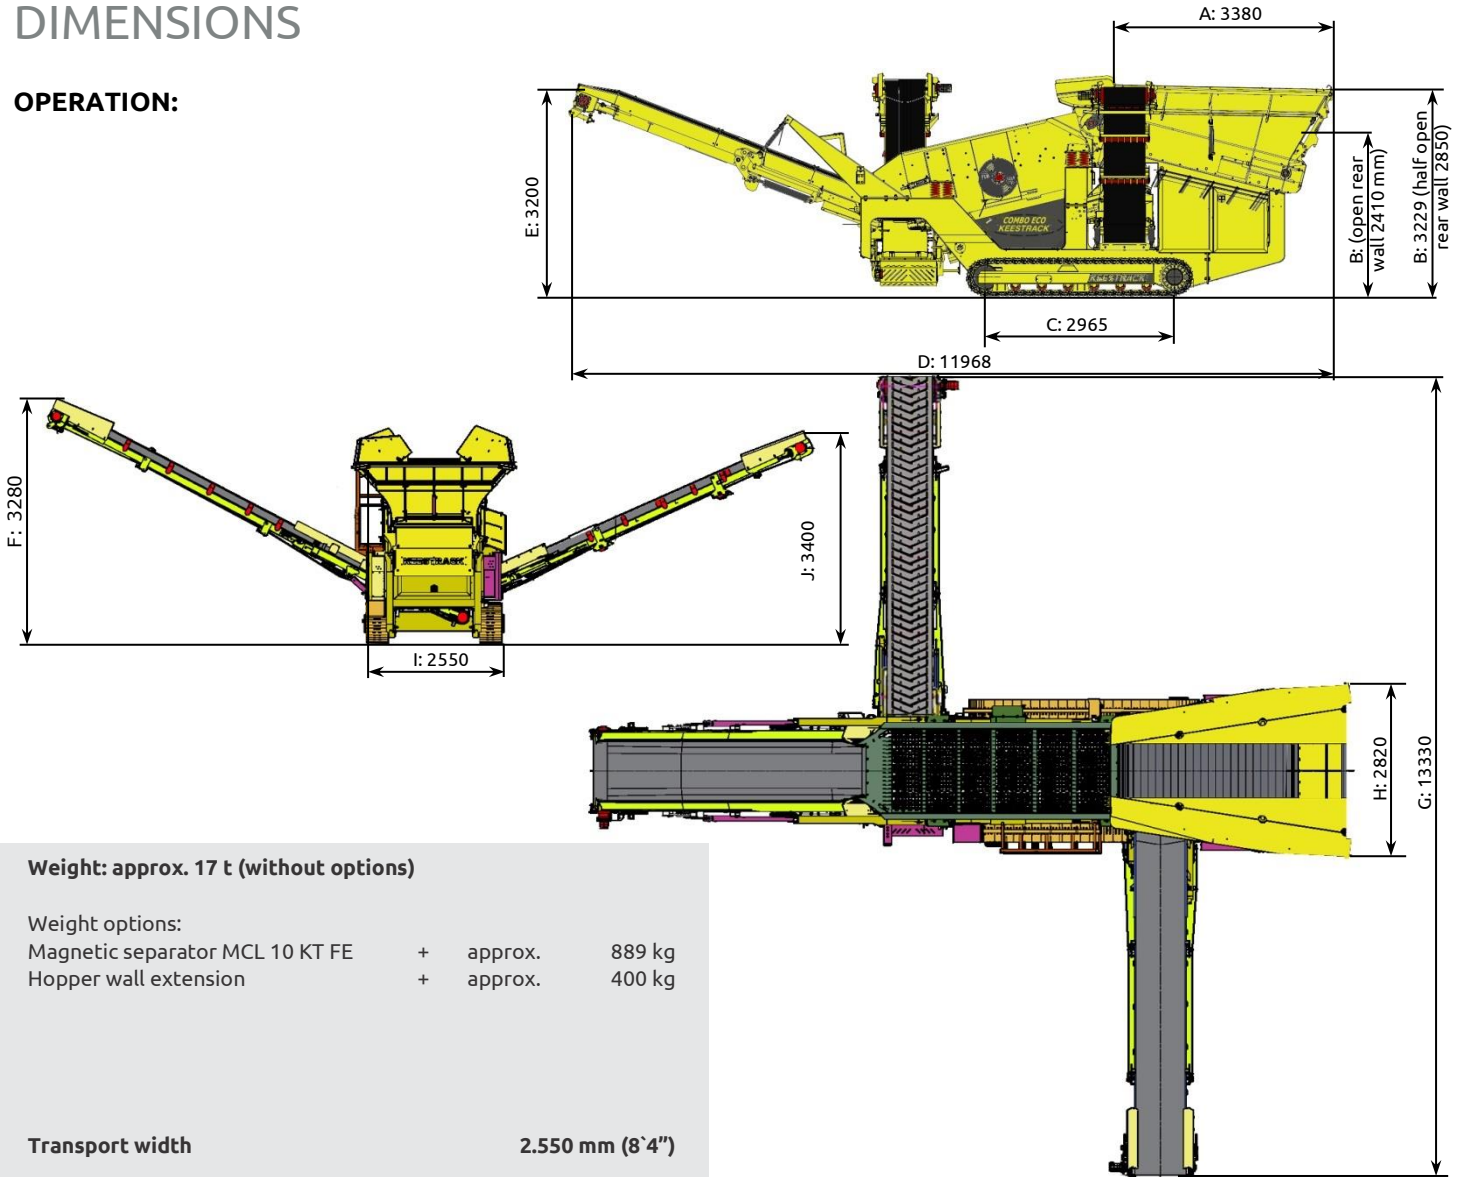 DIMENSIONS
OPERATION:
A: 3380
E: 3200
COMBO ECO
KEESTRACK
KEESTRACK
B: (open rear
wall 2410 mm)
B: 3229 (half open
rear wall 2850)
C: 2965
D: 11968
F: 3280
KEESTRACK
J: 3400
I: 2550
H: 2820
G: 13330
Weight: approx. 17 t (without options)
Weight options:
Magnetic separator MCL 10 KT FE + approx. 889 kg
Hopper wall extension + approx. 400 kg
Transport width 2.550 mm (8`4”)